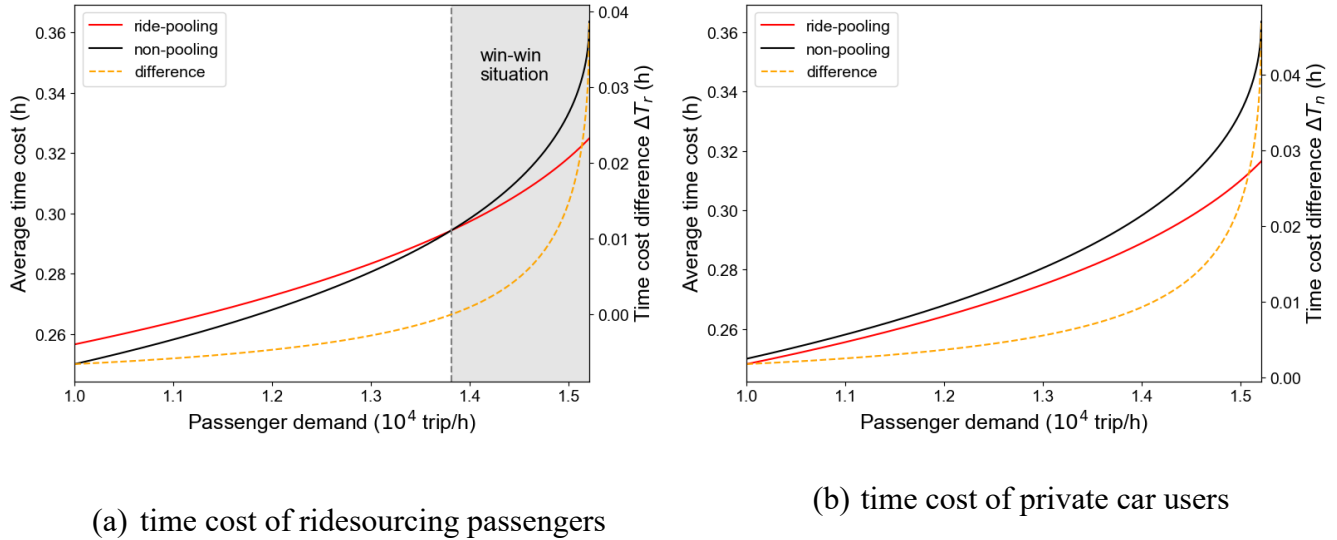 ride-pooling
non-pooling
difference
win-win
situation
0.36
0.34
0.32
0.30
0.28
0.26
Average time cost (h)
0.04
0.03
0.02
0.01
0.00
Time cost difference ΔT_r (h)
1.0 1.1 1.2 1.3 1.4 1.5
Passenger demand (10^4 trip/h)
(a) time cost of ridesourcing passengers
ride-pooling
non-pooling
difference
0.36
0.34
0.32
0.30
0.28
0.26
Average time cost (h)
0.04
0.03
0.02
0.01
0.00
Time cost difference ΔT_n (h)
1.0 1.1 1.2 1.3 1.4 1.5
Passenger demand (10^4 trip/h)
(b) time cost of private car users